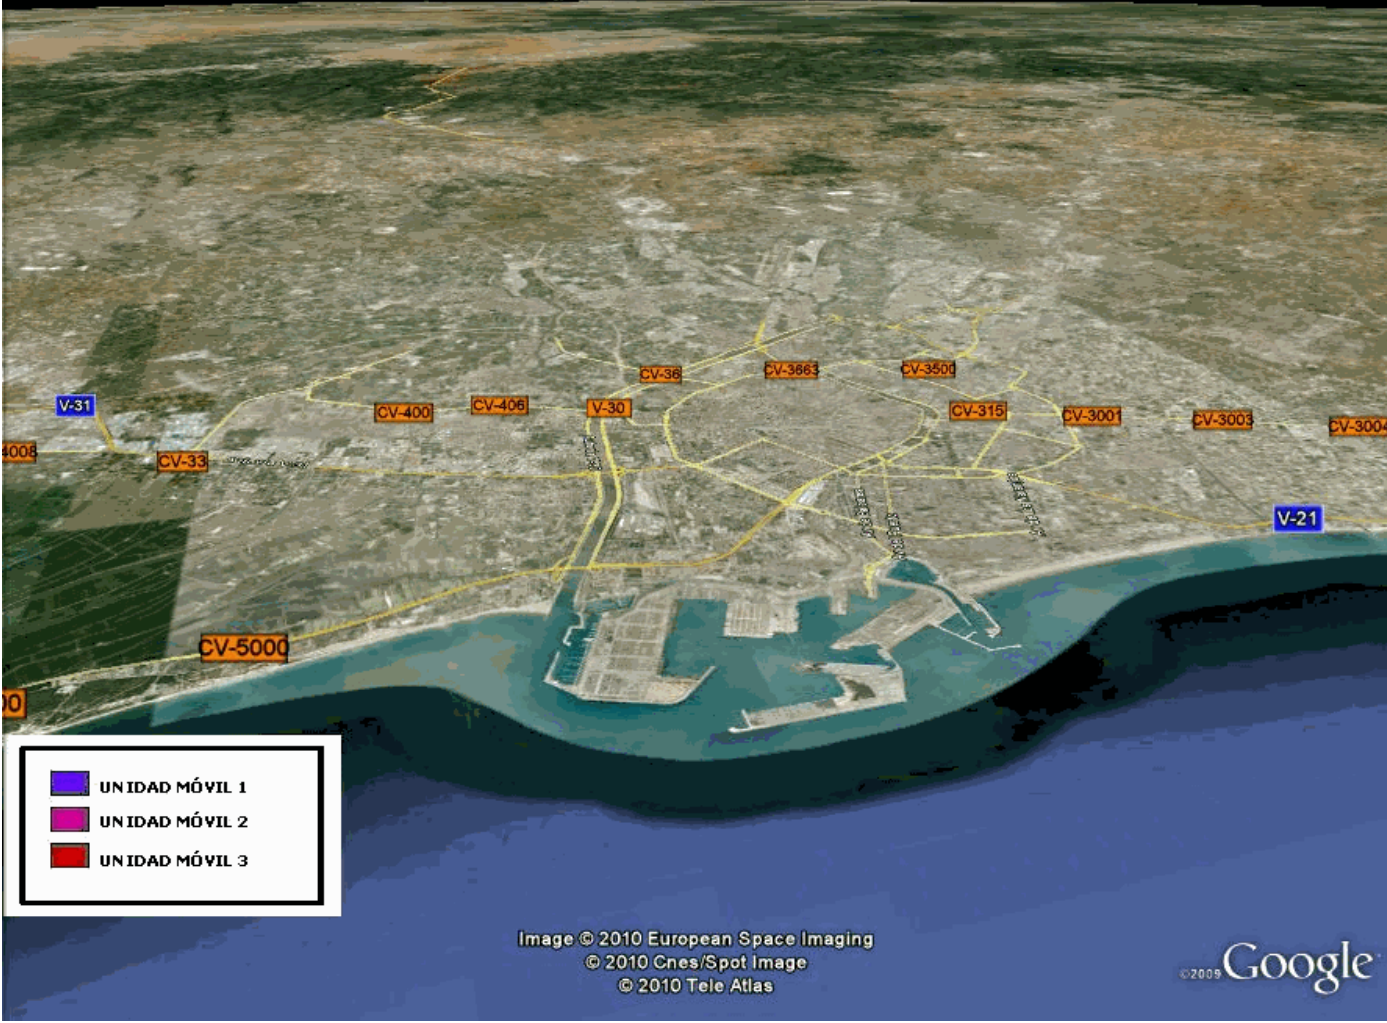 CV-36
CV-3663
CV-3500
V-31
CV-400
CV-406
V-30
CV-315
CV-3001
CV-3003
CV-3004
4008
CV-33
V-21
CV-5000
00
UNIDAD MÓVIL 1
UNIDAD MÓVIL 2
UNIDAD MÓVIL 3
Image © 2010 European Space Imaging
© 2010 Cnes/Spot Image
© 2010 Tele Atlas
©2009 Google